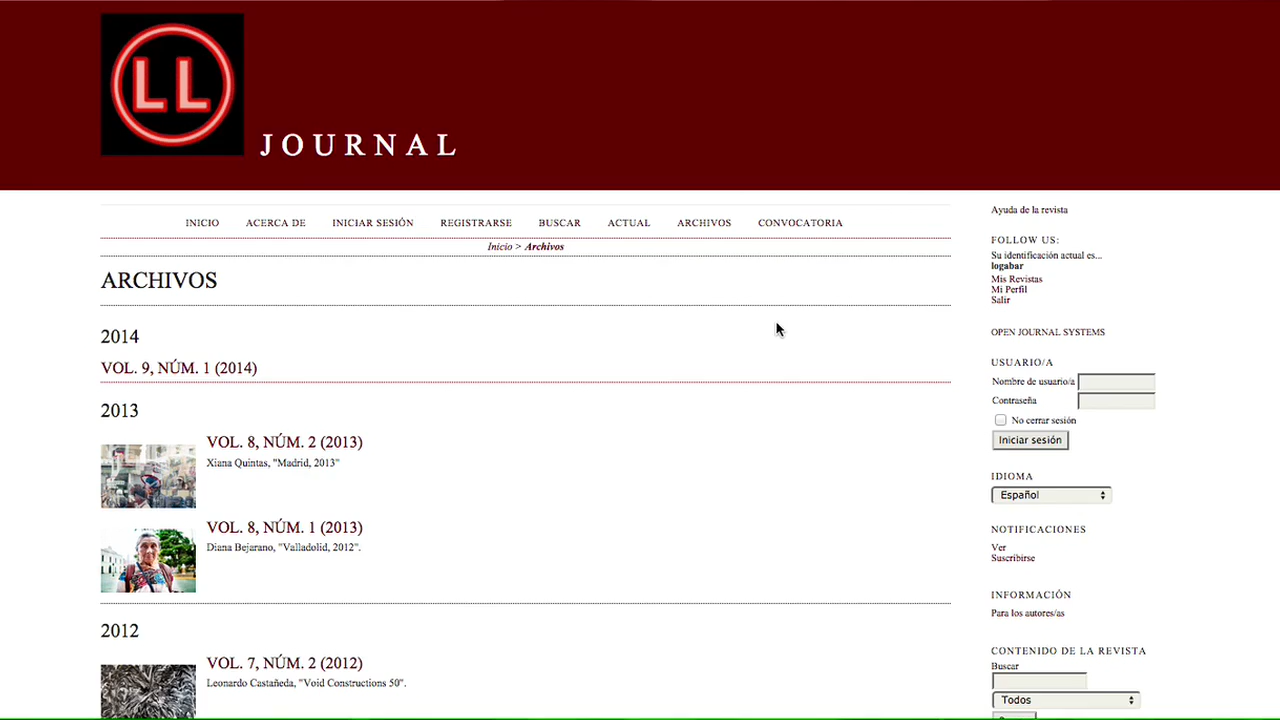 LL
JOURNAL
INICIO ACERCA DE INICIAR SESIÓN REGISTRARSE BUSCAR ACTUAL ARCHIVOS CONVOCATORIA
Inicio > Archivos
ARCHIVOS
2014
VOL. 9, NÚM. 1 (2014)
2013
VOL. 8, NÚM. 2 (2013)
Xiana Quintas, "Madrid, 2013"
VOL. 8, NÚM. 1 (2013)
Diana Bejarano, "Valladolid, 2012".
2012
VOL. 7, NÚM. 2 (2012)
Leonardo Castañeda, "Void Constructions 50".
Ayuda de la revista
FOLLOW US:
Su identificación actual es...
logabar
Mis Revistas
Mi Perfil
Salir
OPEN JOURNAL SYSTEMS
USUARIO/A
Nombre de usuario/a
Contraseña
No cerrar sesión
Iniciar sesión
IDIOMA
Español
NOTIFICACIONES
Ver
Suscribirse
INFORMACIÓN
Para los autores/as
CONTENIDO DE LA REVISTA
Buscar
Todos